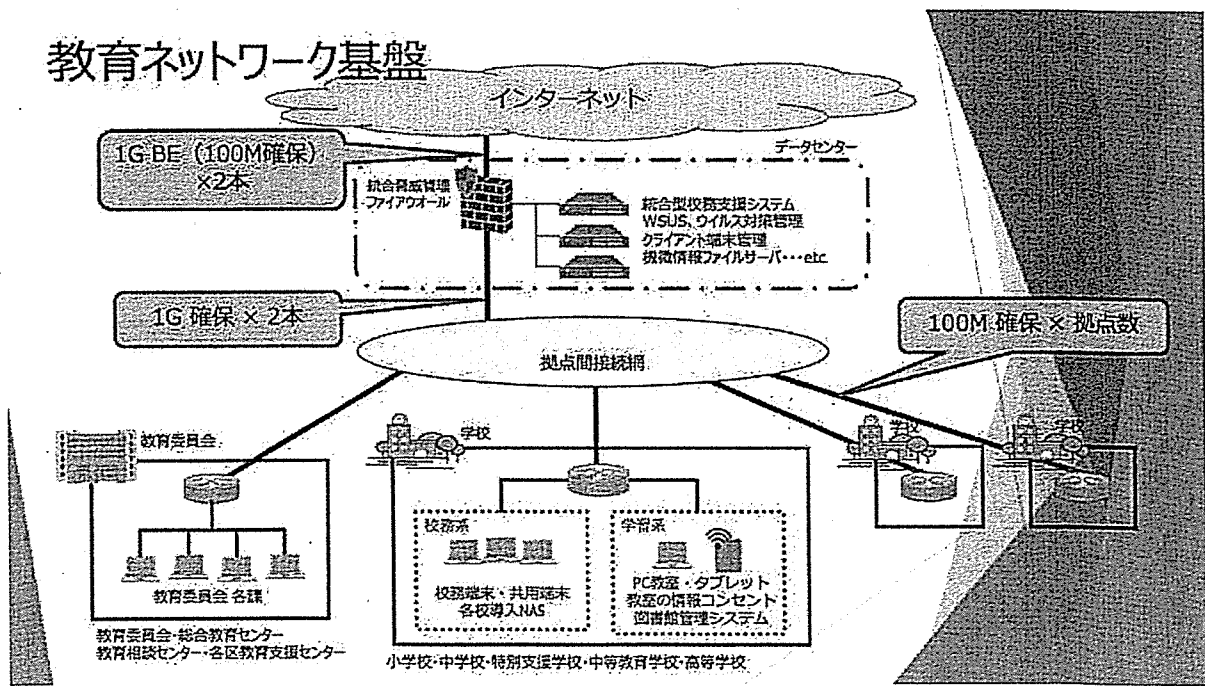 教育ネットワーク基盤
インターネット
1G BE（100M確保）
×2本
データセンター
統合脅威管理
ファイアウオール
統合型校務支援システム
WSUS、ウイルス対策管理
クライアント端末管理
機微情報ファイルサーバ・・・etc
1G 確保 × 2本
100M 確保 × 拠点数
拠点間接続網
教育委員会
学校
学校
学校
校務系
学習系
校務端末・共用端末
各校導入NAS
PC教室・タブレット
教室の情報コンセント
図書館管理システム
教育委員会 各課
教育委員会・総合教育センター
教育相談センター・各区教育支援センター
小学校・中学校・特別支援学校・中等教育学校・高等学校